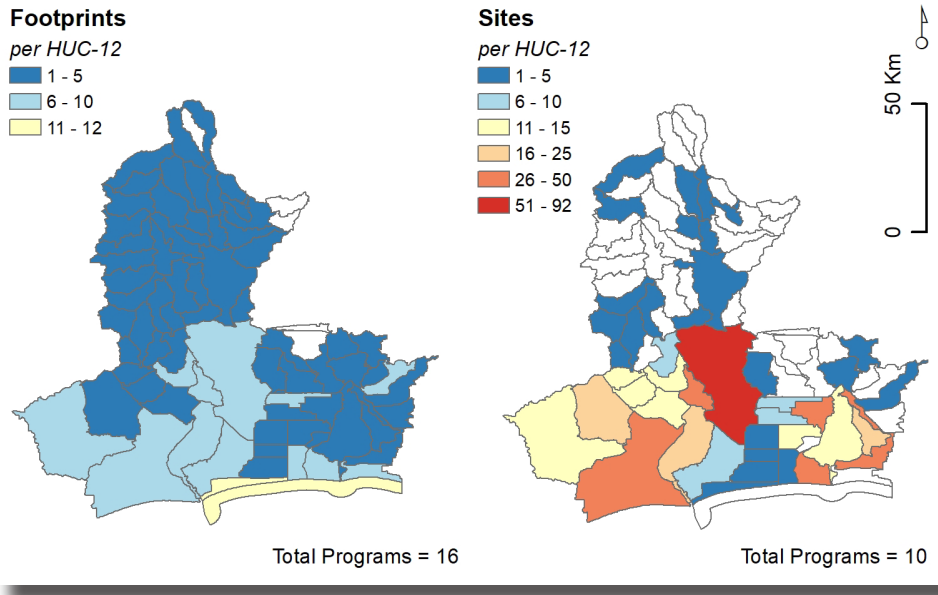 Footprints
per HUC-12
1 - 5
6 - 10
11 - 12
Total Programs = 16
Sites
per HUC-12
1 - 5
6 - 10
11 - 15
16 - 25
26 - 50
51 - 92
50 Km
0
Total Programs = 10